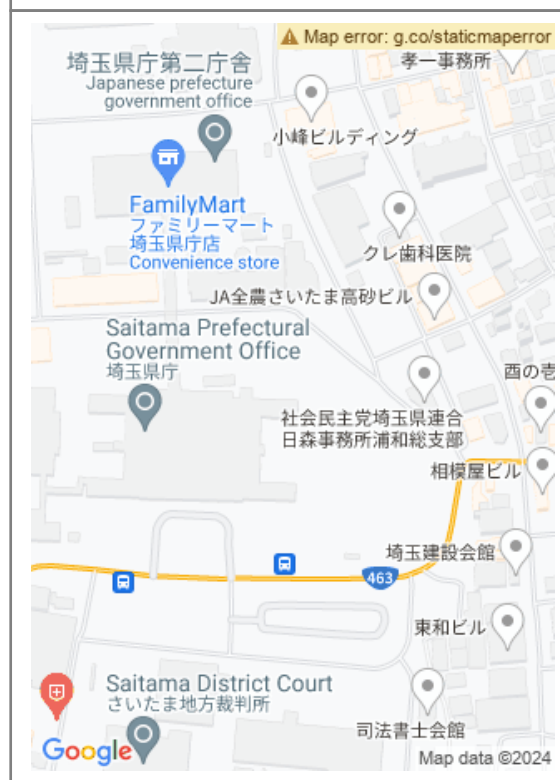 Map error: g.co/staticmaperror
埼玉県庁第二庁舎
Japanese prefecture
government office
孝一事務所
小峰ビルディング
FamilyMart
ファミリーマート
埼玉県庁店
Convenience store
クレ歯科医院
JA全農さいたま高砂ビル
Saitama Prefectural
Government Office
埼玉県庁
酉の壱
社会民主党埼玉県連合
日森事務所浦和総支部
相模屋ビル
埼玉建設会館
463
東和ビル
Saitama District Court
さいたま地方裁判所
司法書士会館
Google
Map data ©2024